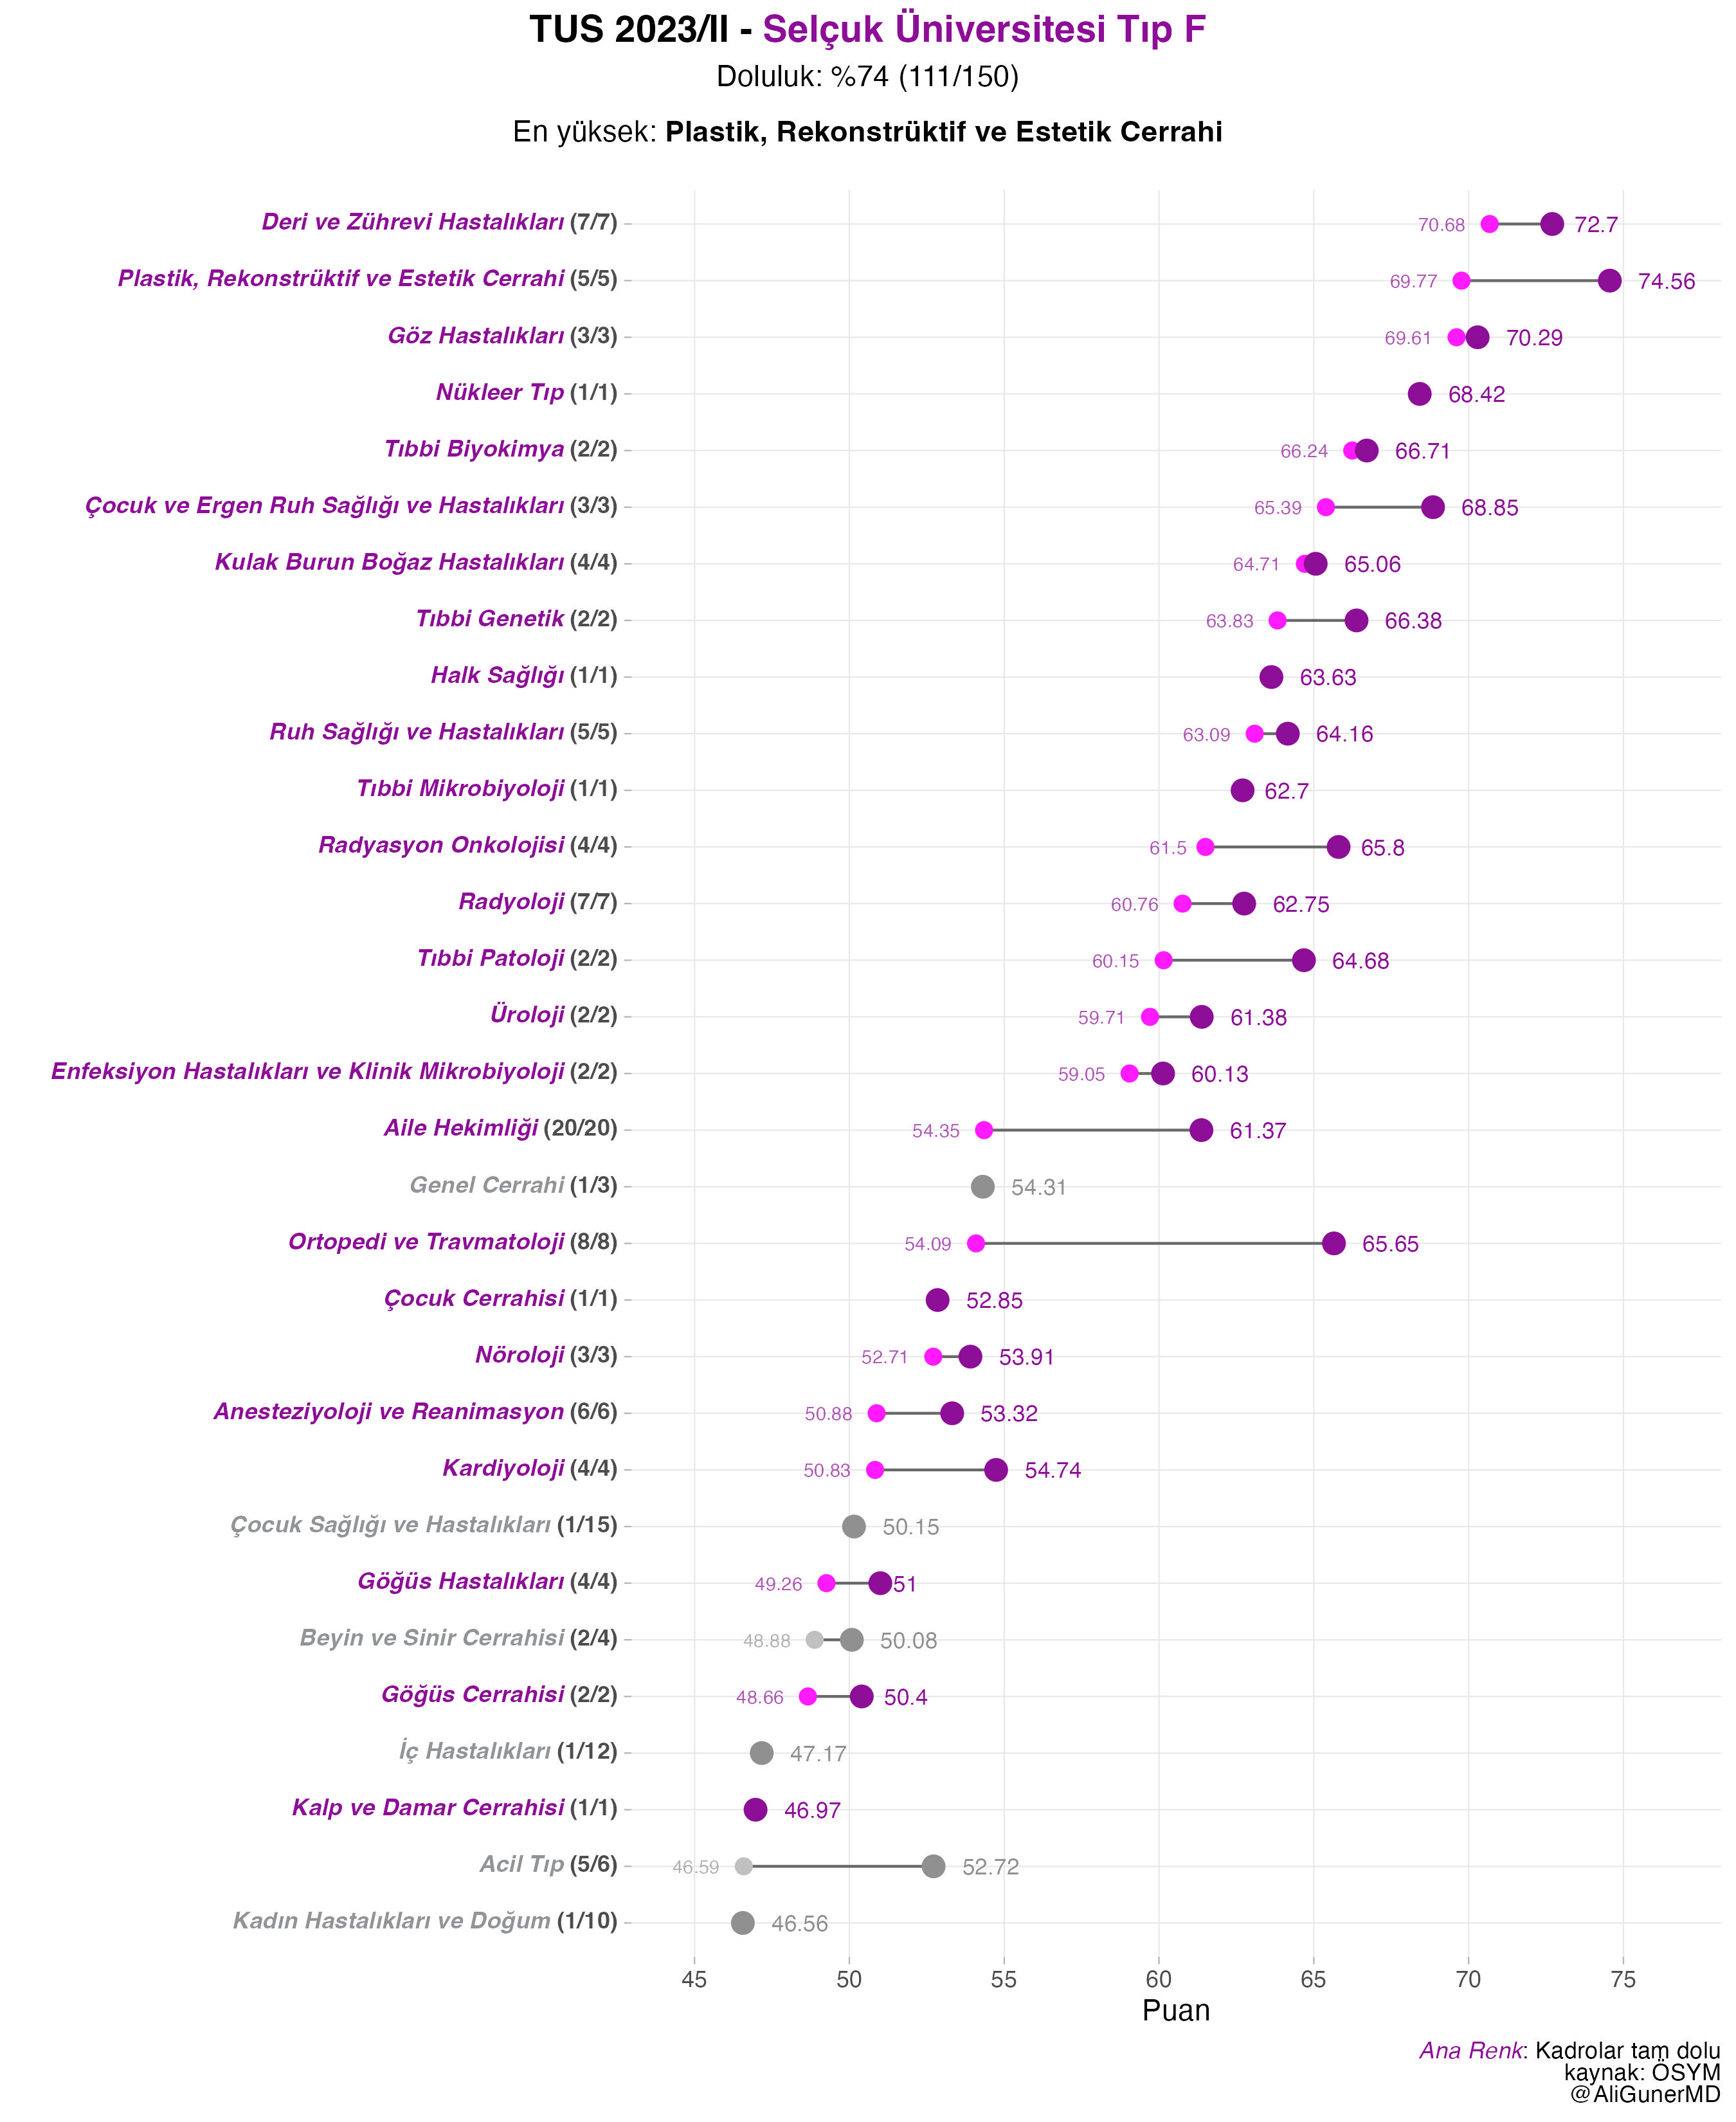 TUS 2023/II - Selçuk Üniversitesi Tıp F
Doluluk: %74 (111/150)
En yüksek: Plastik, Rekonstrüktif ve Estetik Cerrahi
Deri ve Zührevi Hastalıkları (7/7) 70.68 72.7
Plastik, Rekonstrüktif ve Estetik Cerrahi (5/5) 69.77 74.56
Göz Hastalıkları (3/3) 69.61 70.29
Nükleer Tıp (1/1) 68.42
Tıbbi Biyokimya (2/2) 66.24 66.71
Çocuk ve Ergen Ruh Sağlığı ve Hastalıkları (3/3) 65.39 68.85
Kulak Burun Boğaz Hastalıkları (4/4) 64.71 65.06
Tıbbi Genetik (2/2) 63.83 66.38
Halk Sağlığı (1/1) 63.63
Ruh Sağlığı ve Hastalıkları (5/5) 63.09 64.16
Tıbbi Mikrobiyoloji (1/1) 62.7
Radyasyon Onkolojisi (4/4) 61.5 65.8
Radyoloji (7/7) 60.76 62.75
Tıbbi Patoloji (2/2) 60.15 64.68
Üroloji (2/2) 59.71 61.38
Enfeksiyon Hastalıkları ve Klinik Mikrobiyoloji (2/2) 59.05 60.13
Aile Hekimliği (20/20) 54.35 61.37
Genel Cerrahi (1/3) 54.31
Ortopedi ve Travmatoloji (8/8) 54.09 65.65
Çocuk Cerrahisi (1/1) 52.85
Nöroloji (3/3) 52.71 53.91
Anesteziyoloji ve Reanimasyon (6/6) 50.88 53.32
Kardiyoloji (4/4) 50.83 54.74
Çocuk Sağlığı ve Hastalıkları (1/15) 50.15
Göğüs Hastalıkları (4/4) 49.26 51
Beyin ve Sinir Cerrahisi (2/4) 48.88 50.08
Göğüs Cerrahisi (2/2) 48.66 50.4
İç Hastalıkları (1/12) 47.17
Kalp ve Damar Cerrahisi (1/1) 46.97
Acil Tıp (5/6) 46.59 52.72
Kadın Hastalıkları ve Doğum (1/10) 46.56
45 50 55 60 65 70 75
Puan
Ana Renk: Kadrolar tam dolu
kaynak: ÖSYM
@AliGunerMD